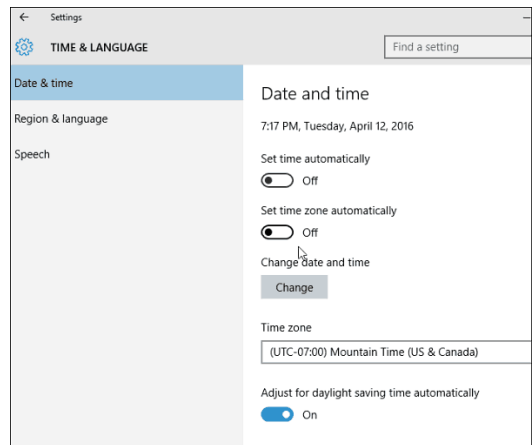 Settings
TIME & LANGUAGE
Find a setting
Date & time
Region & language
Speech
Date and time
7:17 PM, Tuesday, April 12, 2016
Set time automatically
Off
Set time zone automatically
Off
Change date and time
Change
Time zone
(UTC-07:00) Mountain Time (US & Canada)
Adjust for daylight saving time automatically
On